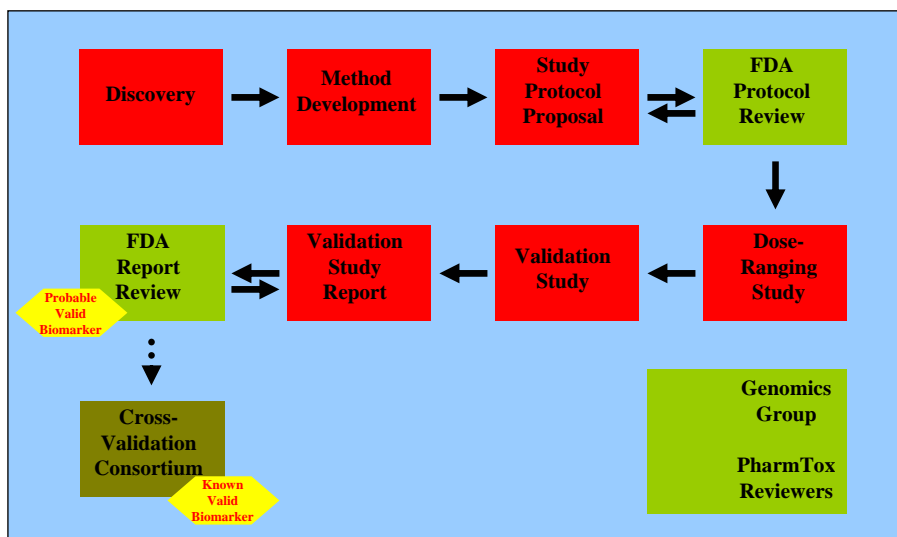 Discovery
Method
Development
Study
Protocol
Proposal
FDA
Protocol
Review
FDA
Report
Review
Probable
Valid
Biomarker
Validation
Study
Report
Validation
Study
Dose-
Ranging
Study
Cross-
Validation
Consortium
Known
Valid
Biomarker
Genomics
Group
PharmTox
Reviewers